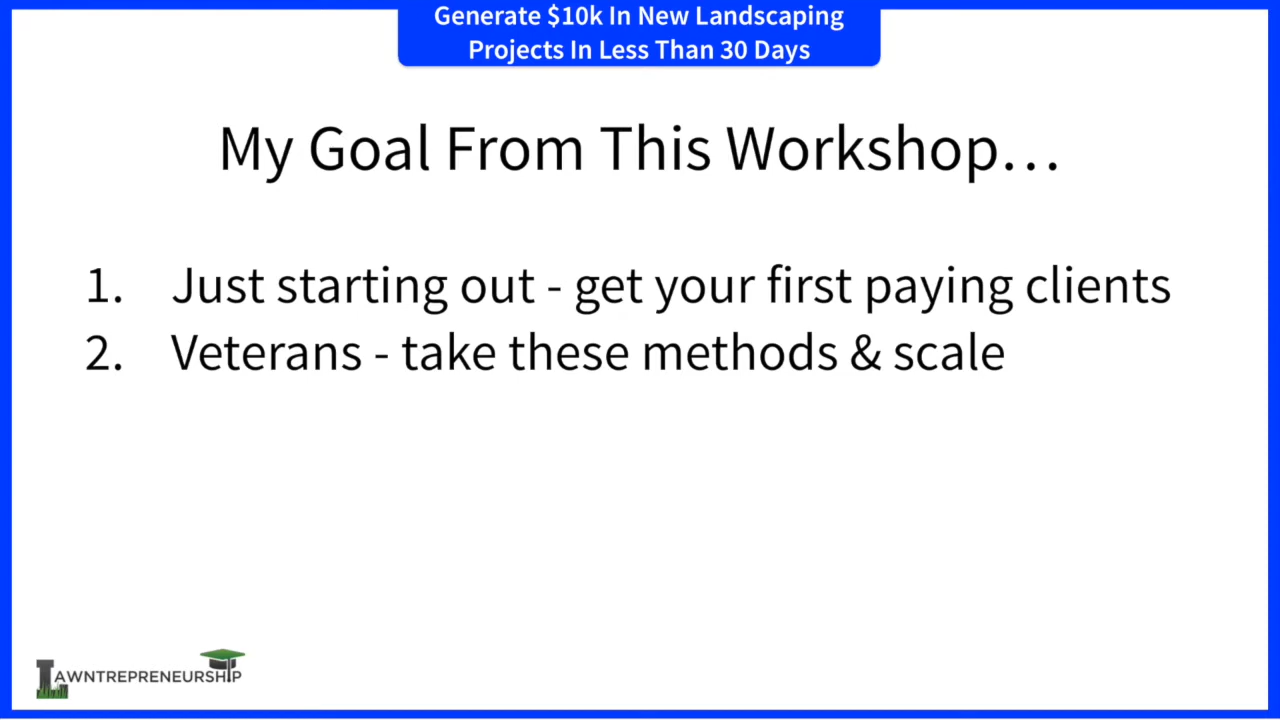 Generate $10k In New Landscaping
Projects In Less Than 30 Days
My Goal From This Workshop…
1. Just starting out - get your first paying clients
2. Veterans - take these methods & scale
LAWNTREPRENEURSHIP